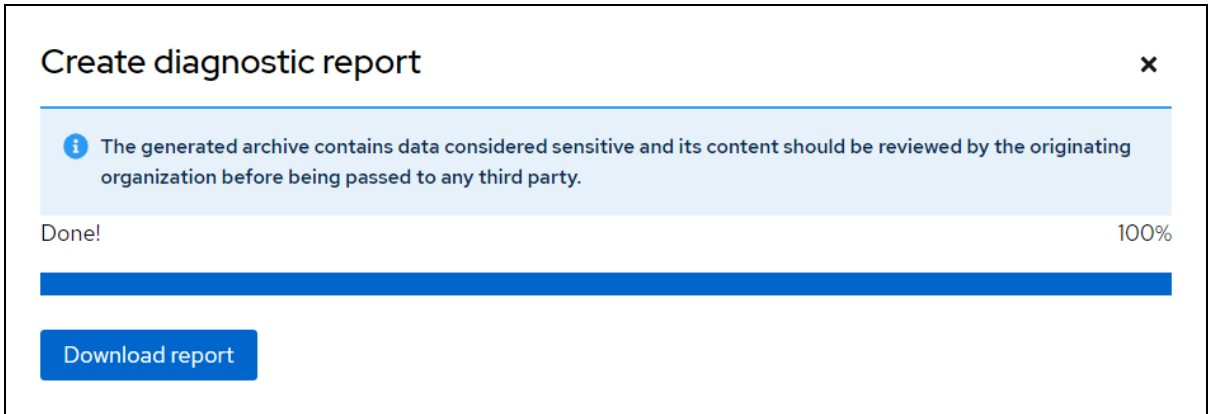 Create diagnostic report
The generated archive contains data considered sensitive and its content should be reviewed by the originating
organization before being passed to any third party.
Done! 100%
Download report